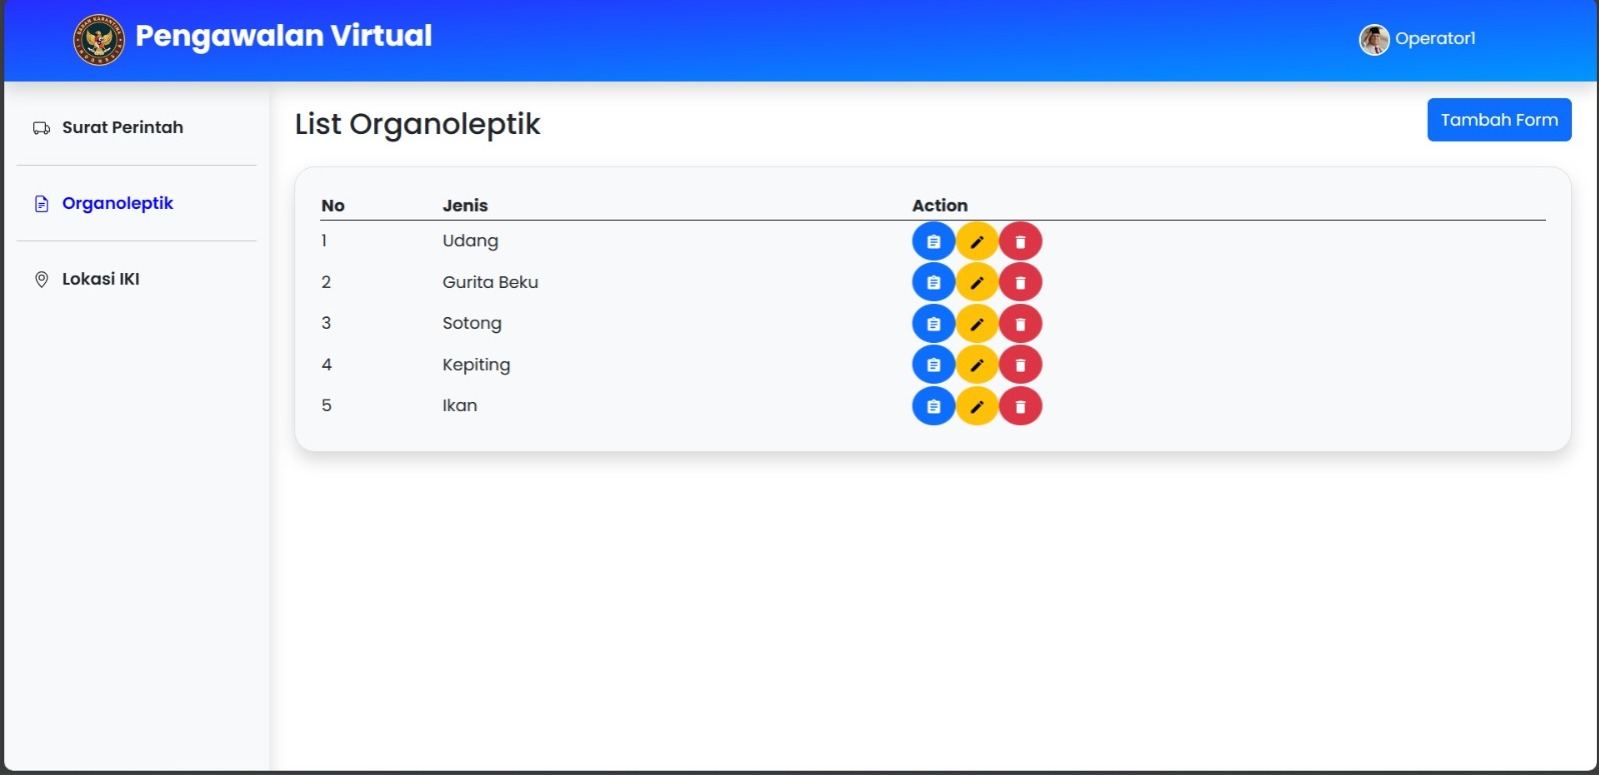 Pengawalan Virtual
Operator1
Surat Perintah
Organoleptik
Lokasi IKI
List Organoleptik
Tambah Form
No Jenis Action
1 Udang
2 Gurita Beku
3 Sotong
4 Kepiting
5 Ikan